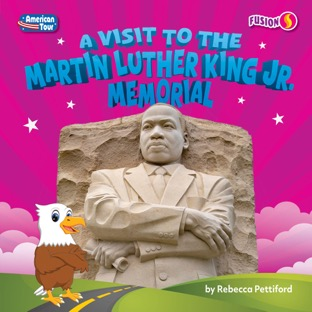 American
Tour
FUSION
A VISIT TO THE
MARTIN LUTHER KING JR.
MEMORIAL
by Rebecca Pettiford